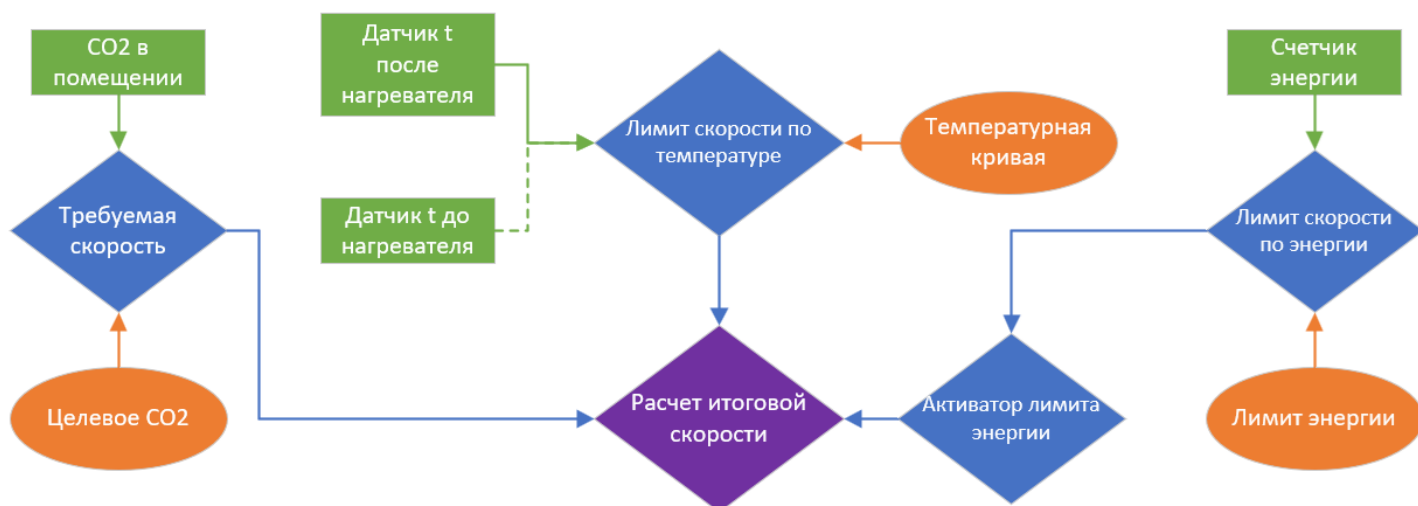 CO2 в
помещении
Датчик t
после
нагревателя
Счетчик
энергии
Лимит скорости по
температуре
Температурная
кривая
Требуемая
скорость
Датчик t до
нагревателя
Лимит скорости
по энергии
Целевое CO2
Расчет итоговой
скорости
Активатор лимита
энергии
Лимит энергии